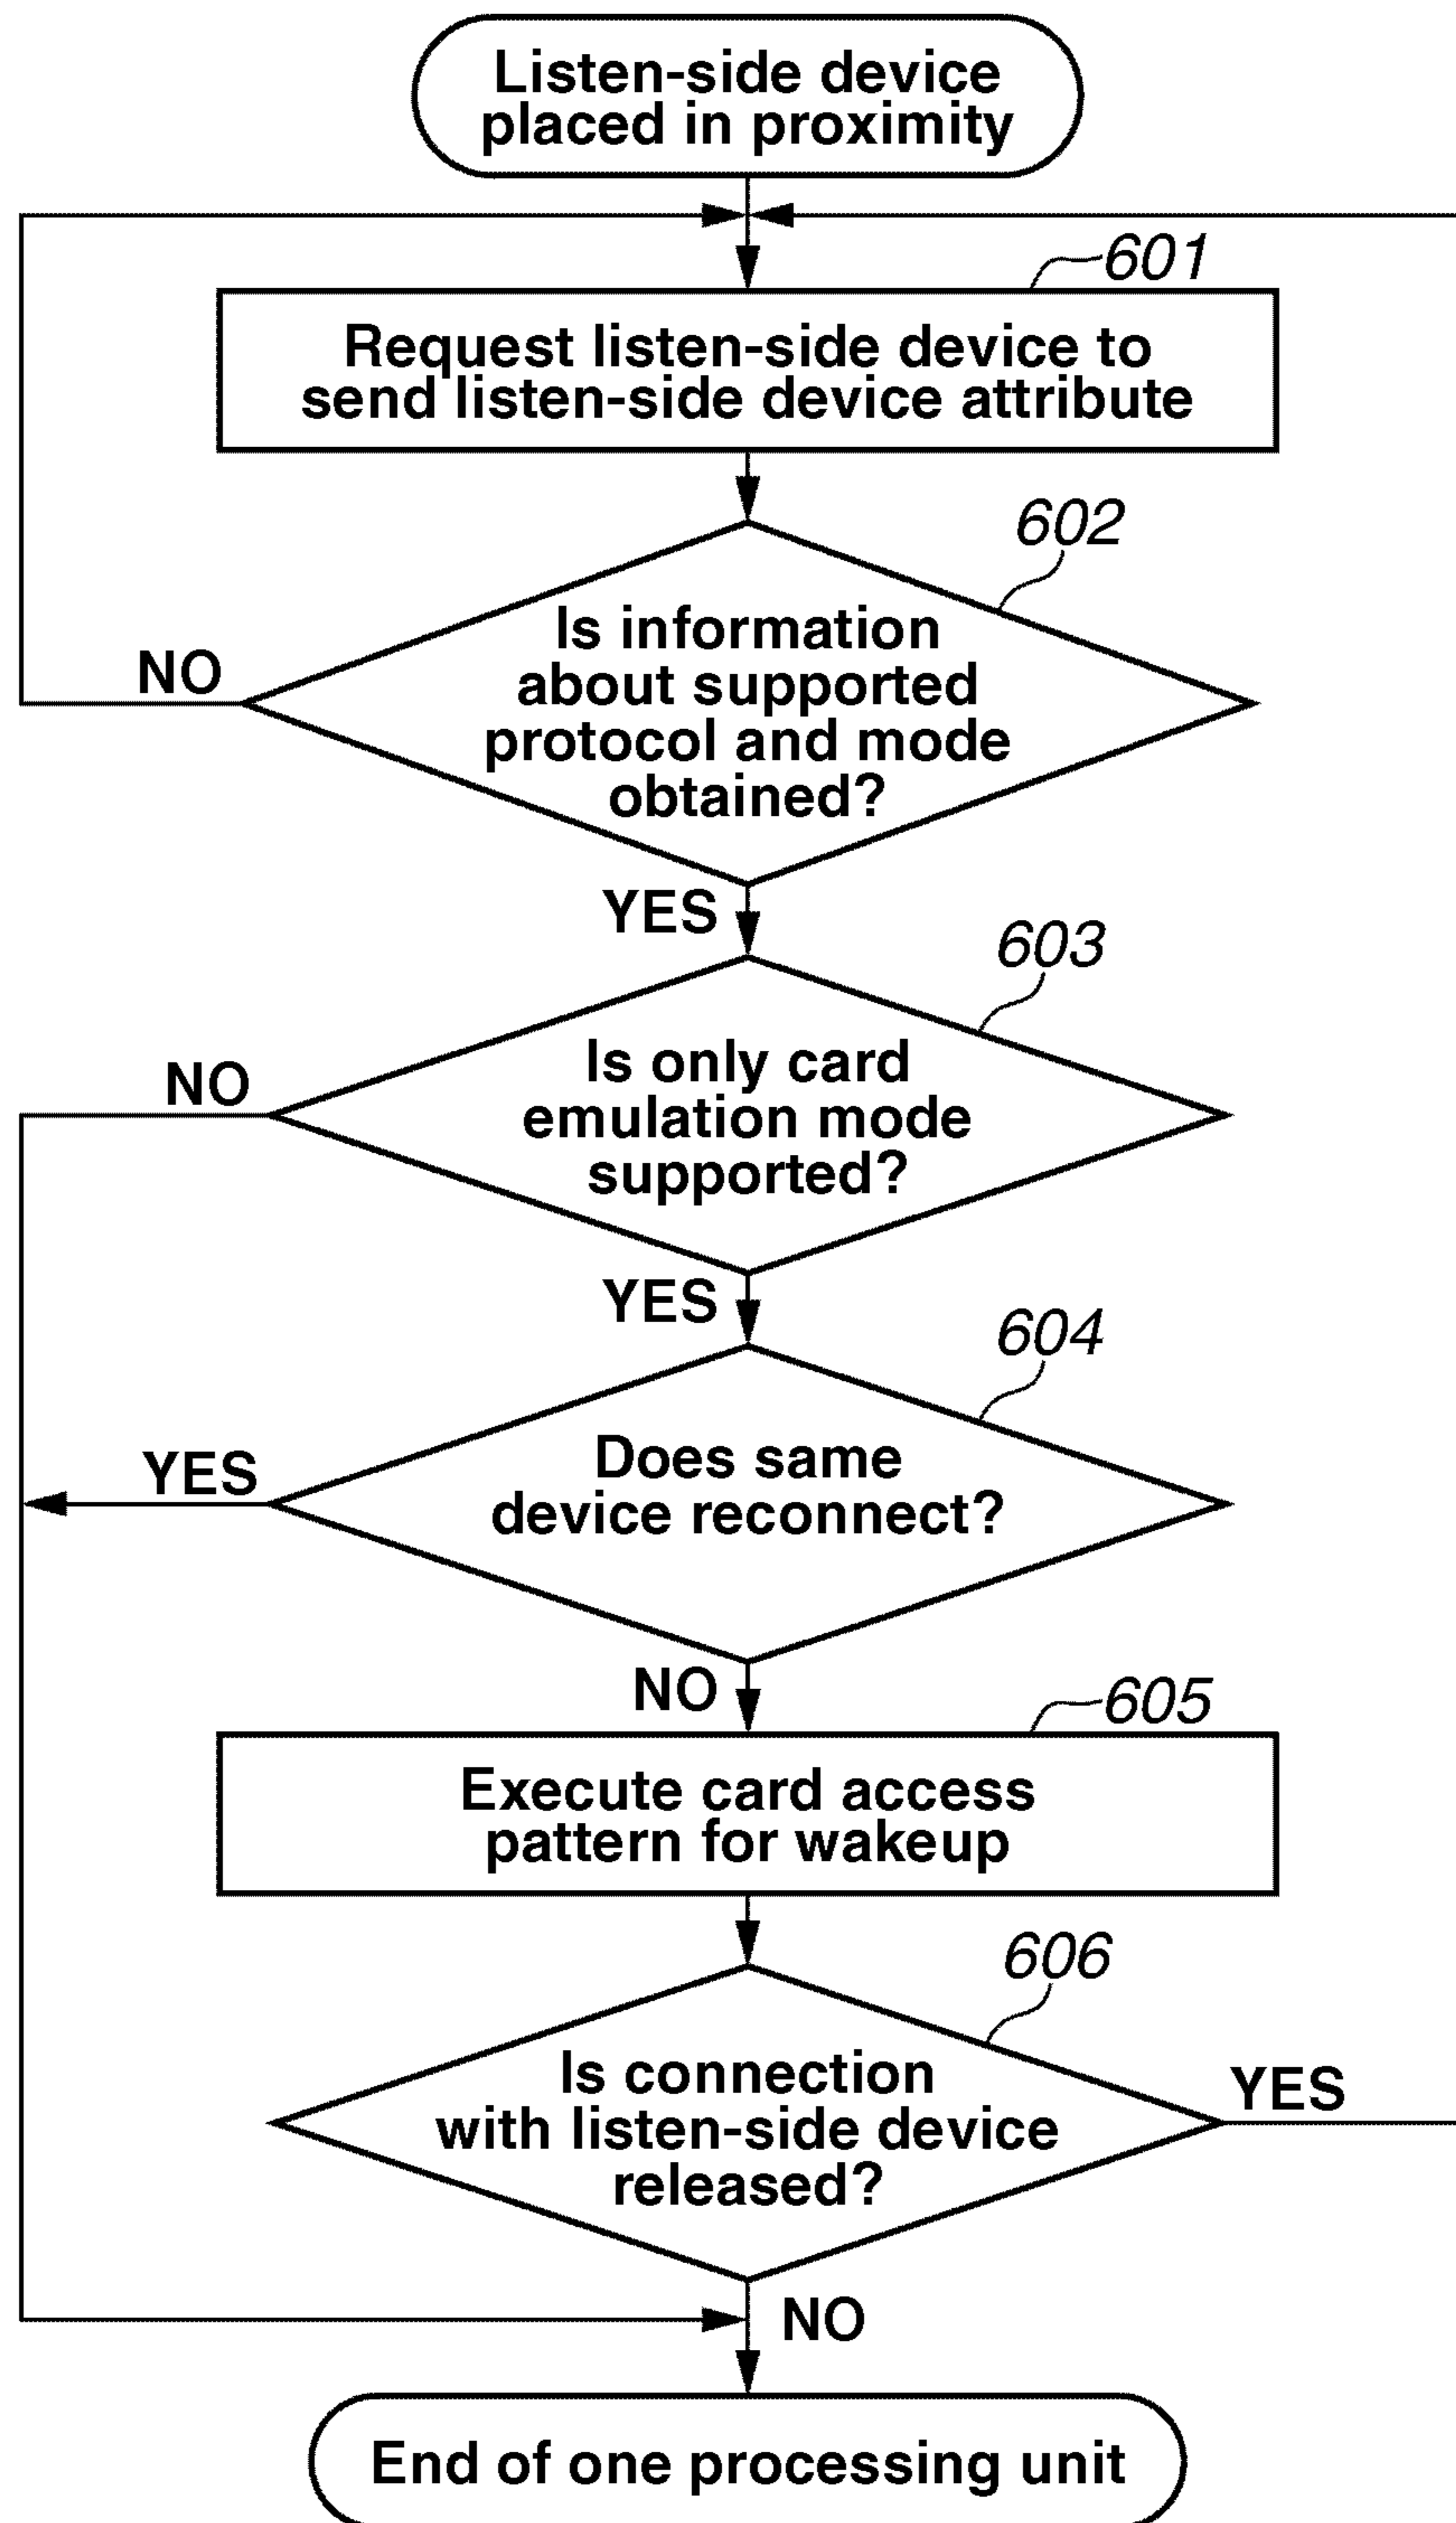 Listen-side device
placed in proximity
601
Request listen-side device to
send listen-side device attribute
602
Is information
about supported
protocol and mode
obtained?
NO
YES
603
Is only card
emulation mode
supported?
NO
YES
604
Does same
device reconnect?
YES
NO
605
Execute card access
pattern for wakeup
606
Is connection
with listen-side device
released?
YES
NO
End of one processing unit